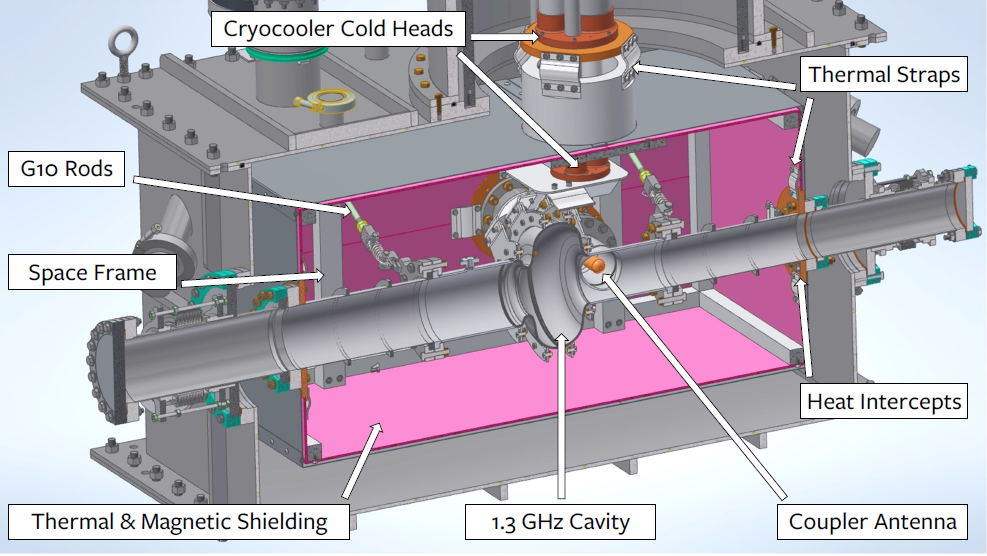 Cryocooler Cold Heads
Thermal Straps
G10 Rods
Space Frame
Heat Intercepts
Thermal & Magnetic Shielding
1.3 GHz Cavity
Coupler Antenna